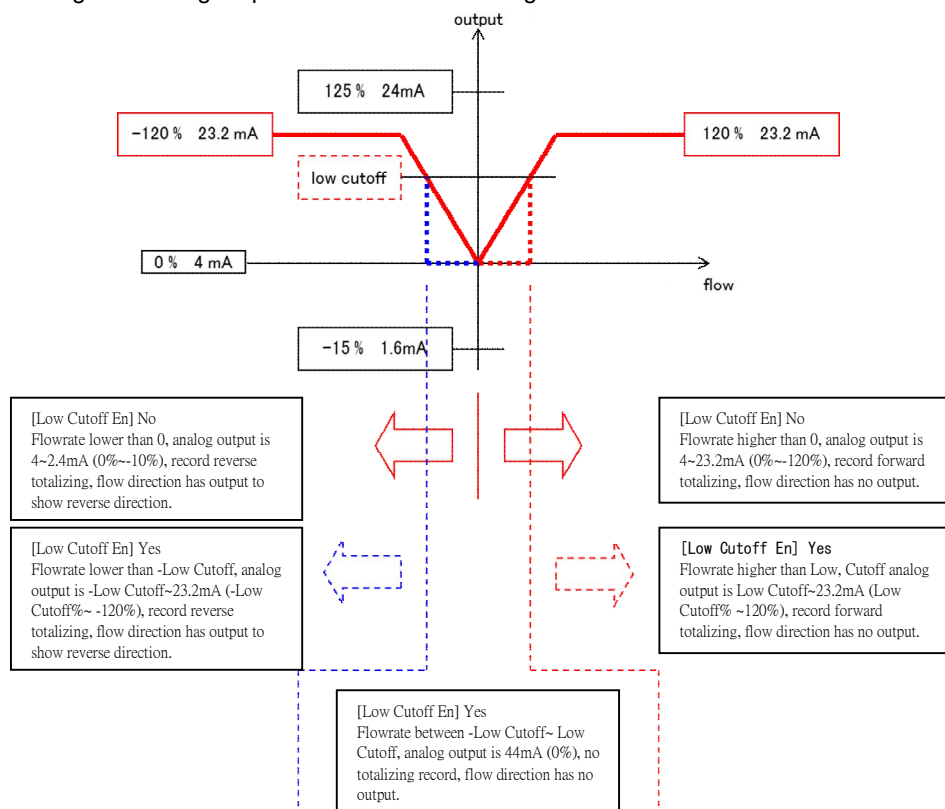 output
125 % 24mA
-120 % 23.2 mA
120 % 23.2 mA
low cutoff
0 % 4 mA
flow
-15 % 1.6mA
[Low Cutoff En] No
Flowrate lower than 0, analog output is
4~2.4mA (0%~-10%), record reverse
totalizing, flow direction has output to
show reverse direction.
[Low Cutoff En] No
Flowrate higher than 0, analog output is
4~23.2mA (0%~-120%), record forward
totalizing, flow direction has no output.
[Low Cutoff En] Yes
Flowrate lower than -Low Cutoff, analog
output is -Low Cutoff~23.2mA (-Low
Cutoff%~ -120%), record reverse
totalizing, flow direction has output to
show reverse direction.
[Low Cutoff En] Yes
Flowrate higher than Low, Cutoff analog
output is Low Cutoff~23.2mA (Low
Cutoff% ~120%), record forward
totalizing, flow direction has no output.
[Low Cutoff En] Yes
Flowrate between -Low Cutoff~ Low
Cutoff, analog output is 44mA (0%), no
totalizing record, flow direction has no
output.